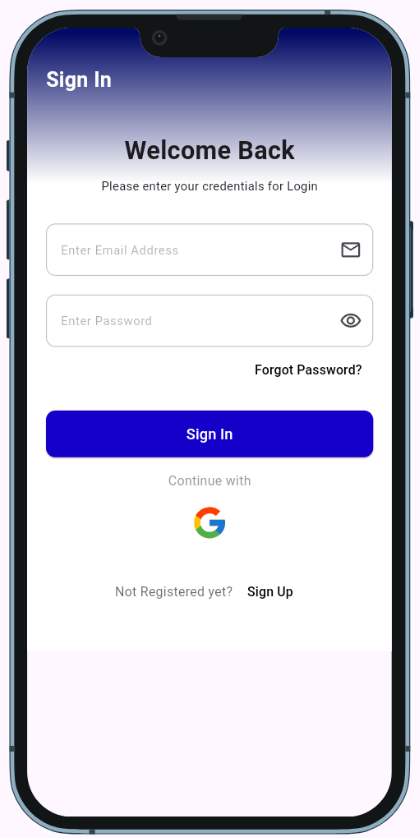 Sign In
Welcome Back
Please enter your credentials for Login
Enter Email Address
Enter Password
Forgot Password?
Sign In
Continue with
Not Registered yet? Sign Up